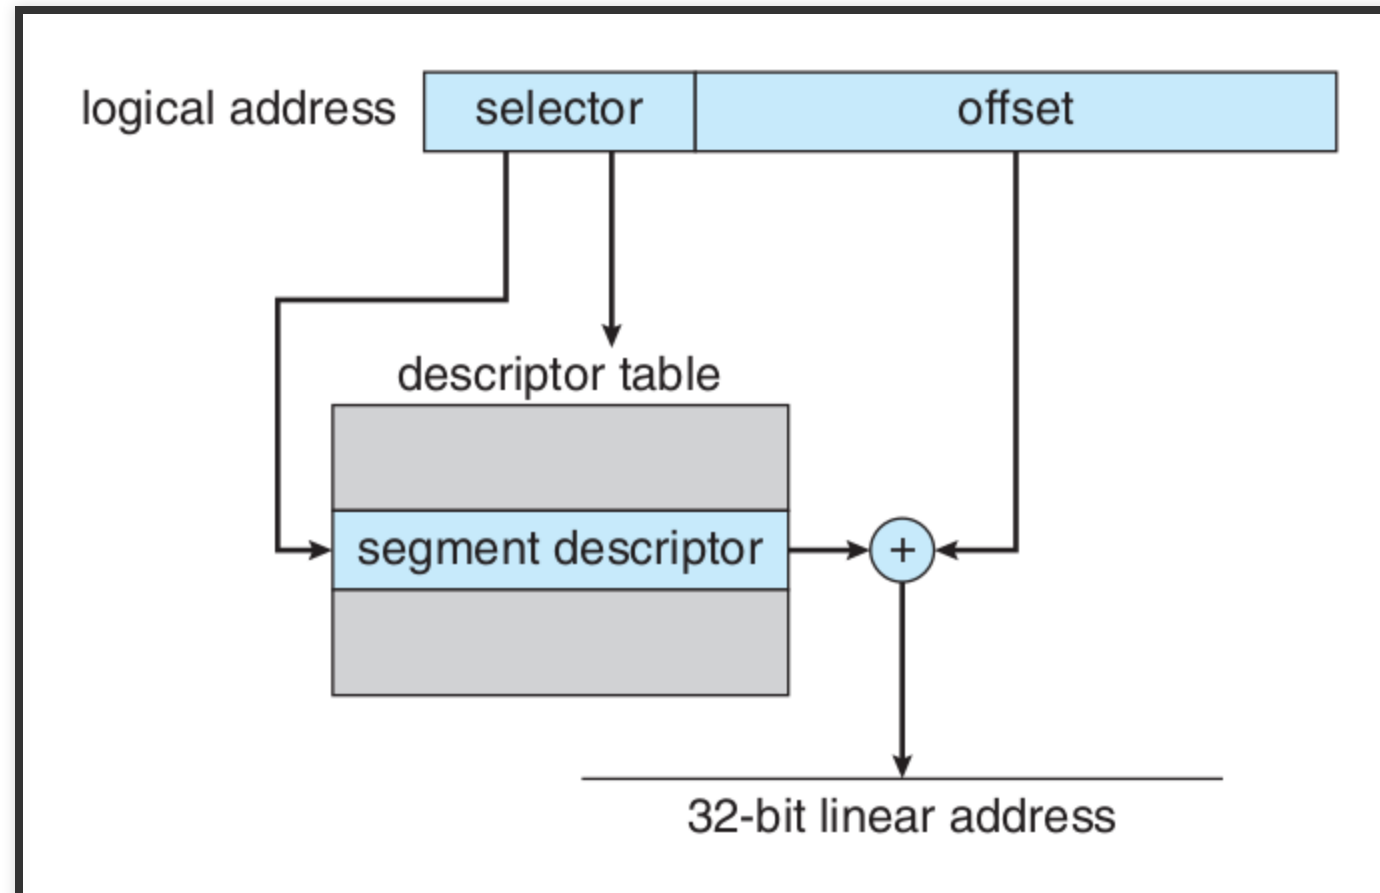 logical address selector offset
descriptor table
segment descriptor +
32-bit linear address